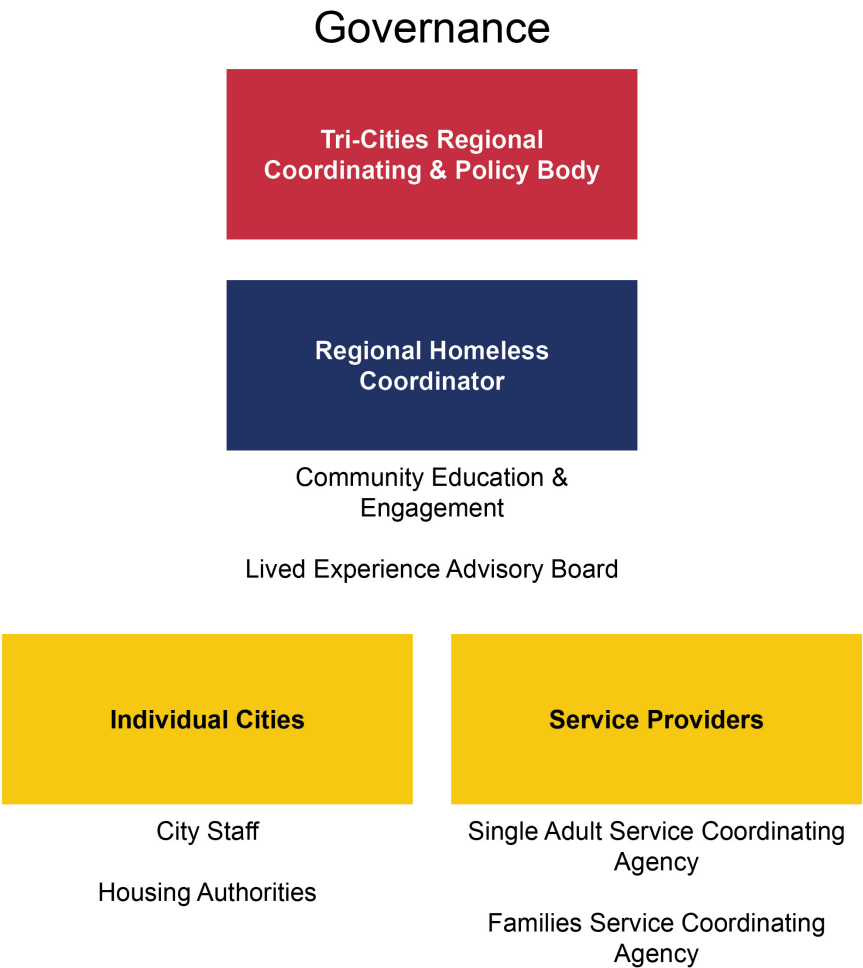 Governance
Tri-Cities Regional
Coordinating & Policy Body
Regional Homeless
Coordinator
Community Education &
Engagement
Lived Experience Advisory Board
Individual Cities
City Staff
Housing Authorities
Service Providers
Single Adult Service Coordinating
Agency
Families Service Coordinating
Agency